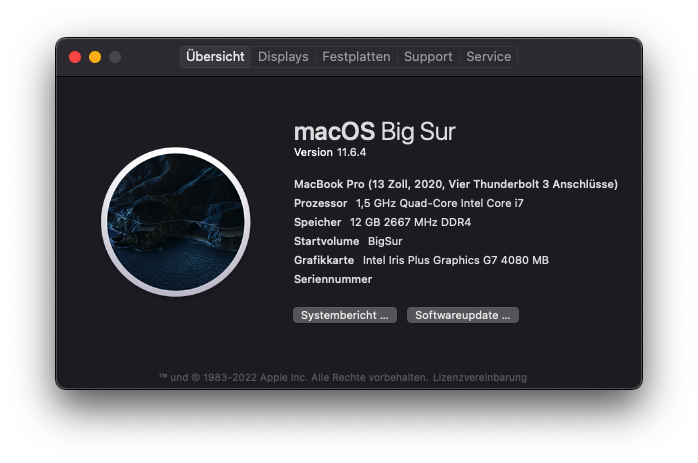 Übersicht Displays Festplatten Support Service
macOS Big Sur
Version 11.6.4
MacBook Pro (13 Zoll, 2020, Vier Thunderbolt 3 Anschlüsse)
Prozessor 1,5 GHz Quad-Core Intel Core i7
Speicher 12 GB 2667 MHz DDR4
Startvolume BigSur
Grafikkarte Intel Iris Plus Graphics G7 4080 MB
Seriennummer
Systembericht ... Softwareupdate ...
™ und © 1983-2022 Apple Inc. Alle Rechte vorbehalten. Lizenzvereinbarung